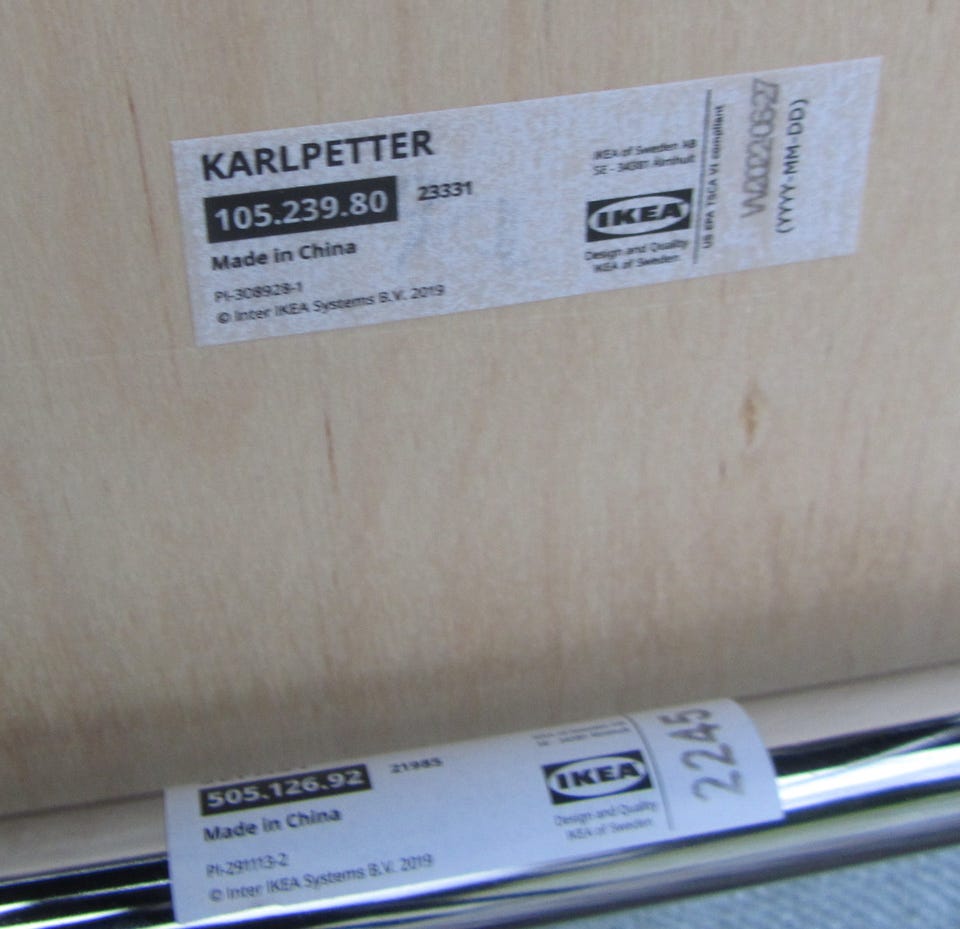 KARLPETTER
105.239.80 23331
Made in China
PI-308928-1
© Inter IKEA Systems B.V. 2019
IKEA of Sweden AB
SE - 34381 Älmhult
IKEA
Design and Quality
IKEA of Sweden
US EPA TSCA VI compliant
W2022-06-27
(YYYY-MM-DD)
505.126.92 21985
Made in China
PI-291113-2
© Inter IKEA Systems B.V. 2019
IKEA
Design and Quality
IKEA of Sweden
2245